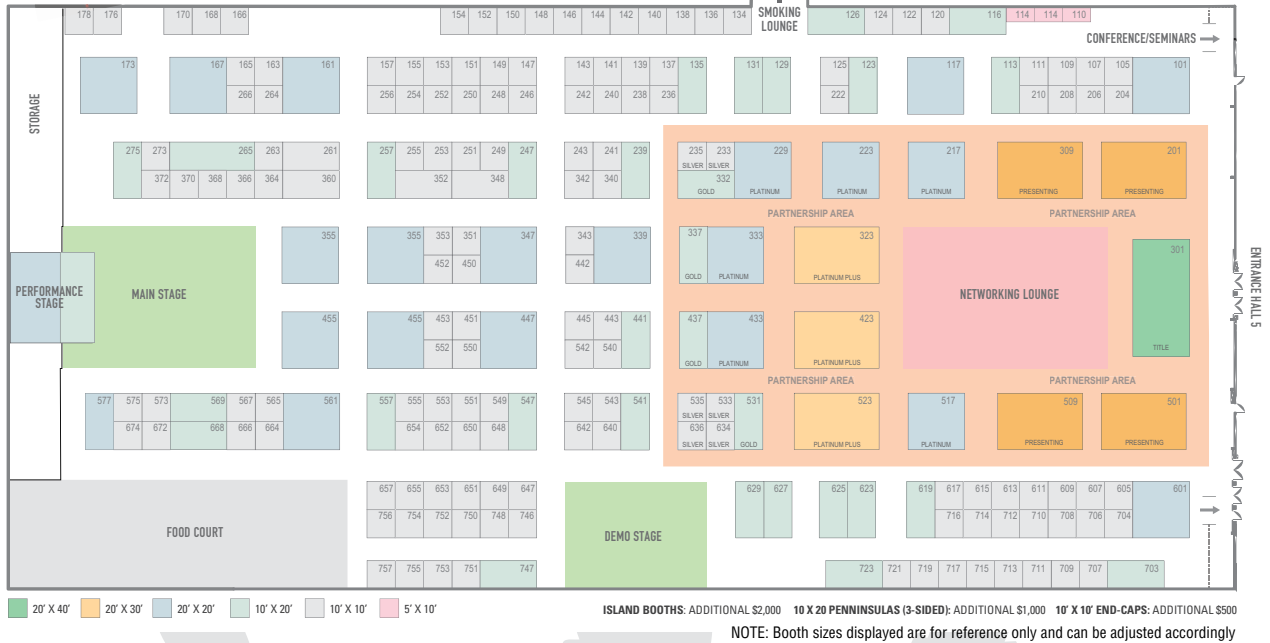 178 176 170 168 166 154 152 150 148 146 144 142 140 138 136 134 SMOKING LOUNGE 126 124 122 120 116 114 114 110
CONFERENCE/SEMINARS
173 167 165 163 161 157 155 153 151 149 147 143 141 139 137 135 131 129 125 123 117 113 111 109 107 105 101
266 264 256 254 252 250 248 246 242 240 238 236 222 210 208 206 204
STORAGE
275 273 265 263 261 257 255 253 251 249 247 243 241 239 235 233 229 223 217 309 201
SILVER SILVER
372 370 368 366 364 360 352 348 342 340 332
GOLD PLATINUM PLATINUM PLATINUM PRESENTING PRESENTING
PARTNERSHIP AREA PARTNERSHIP AREA
355 355 353 351 347 343 339 337 333 323 301
452 450 442
GOLD PLATINUM PLATINUM PLUS
PERFORMANCE STAGE
MAIN STAGE
NETWORKING LOUNGE
ENTRANCE HALL 5
455 455 453 451 447 445 443 441 437 433 423
552 550 542 540
TITLE
GOLD PLATINUM PLATINUM PLUS
PARTNERSHIP AREA PARTNERSHIP AREA
577 575 573 569 567 565 561 557 555 553 551 549 547 545 543 541 535 533 531 523 517 509 501
SILVER SILVER
674 672 668 666 664 654 652 650 648 642 640 636 634
SILVER SILVER GOLD PLATINUM PLUS PLATINUM PRESENTING PRESENTING
657 655 653 651 649 647 629 627 625 623 619 617 615 613 611 609 607 605 601
756 754 752 750 748 746 716 714 712 710 708 706 704
FOOD COURT
DEMO STAGE
757 755 753 751 747 723 721 719 717 715 713 711 709 707 703
20' X 40' 20' X 30' 20' X 20' 10' X 20' 10' X 10' 5' X 10'
ISLAND BOOTHS: ADDITIONAL $2,000 10 X 20 PENNINSULAS (3-SIDED): ADDITIONAL $1,000 10' X 10' END-CAPS: ADDITIONAL $500
NOTE: Booth sizes displayed are for reference only and can be adjusted accordingly